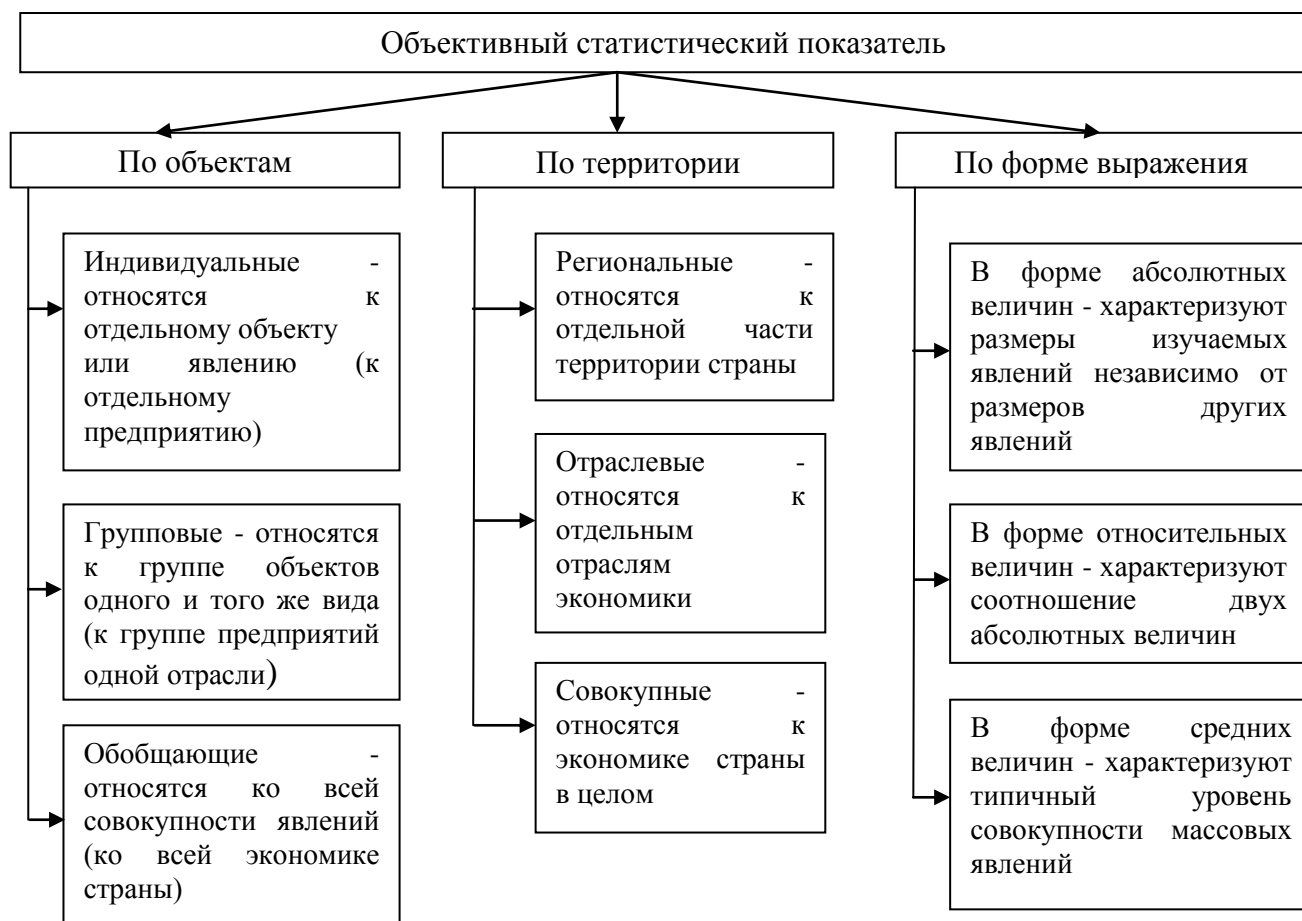 Объективный статистический показатель
По объектам
Индивидуальные -
относятся к
отдельному объекту
или явлению (к
отдельному
предприятию)
Групповые - относятся
к группе объектов
одного и того же вида
(к группе предприятий
одной отрасли)
Обобщающие -
относятся ко всей
совокупности явлений
(ко всей экономике
страны)
По территории
Региональные -
относятся к
отдельной части
территории страны
Отраслевые -
относятся к
отдельным
отраслям
экономики
Совокупные -
относятся к
экономике страны
в целом
По форме выражения
В форме абсолютных
величин - характеризуют
размеры изучаемых
явлений независимо от
размеров других
явлений
В форме относительных
величин - характеризуют
соотношение двух
абсолютных величин
В форме средних
величин - характеризуют
типичный уровень
совокупности массовых
явлений